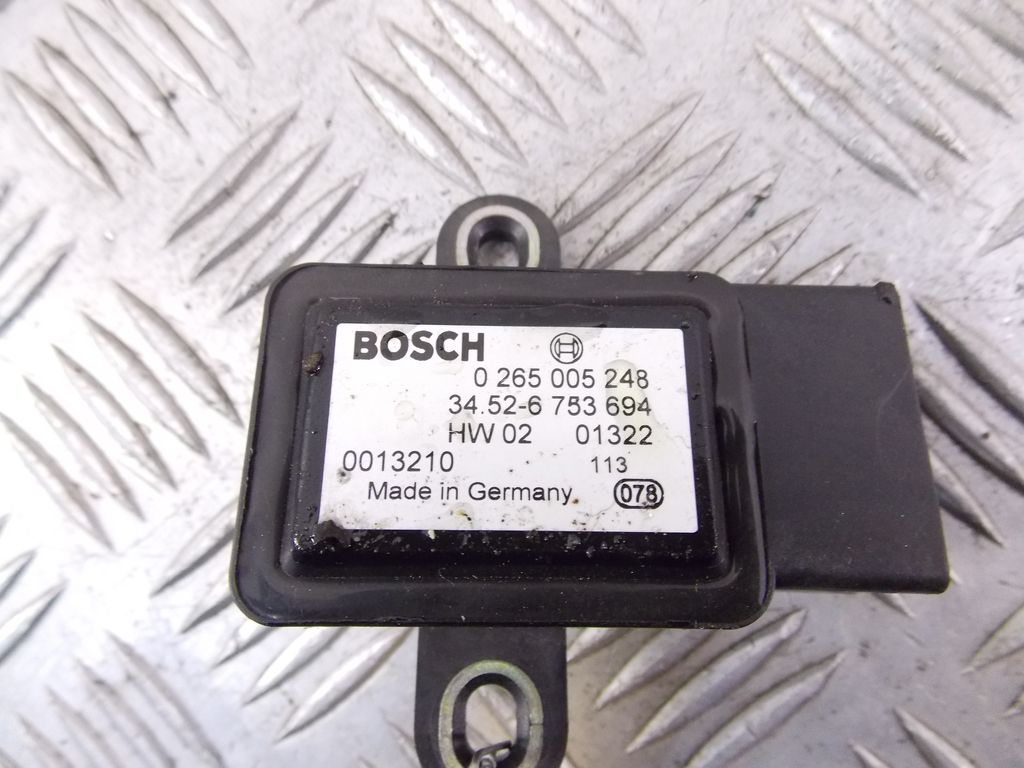 BOSCH
0 265 005 248
34.52-6 753 694
HW 02 01322
0013210 113
Made in Germany 078